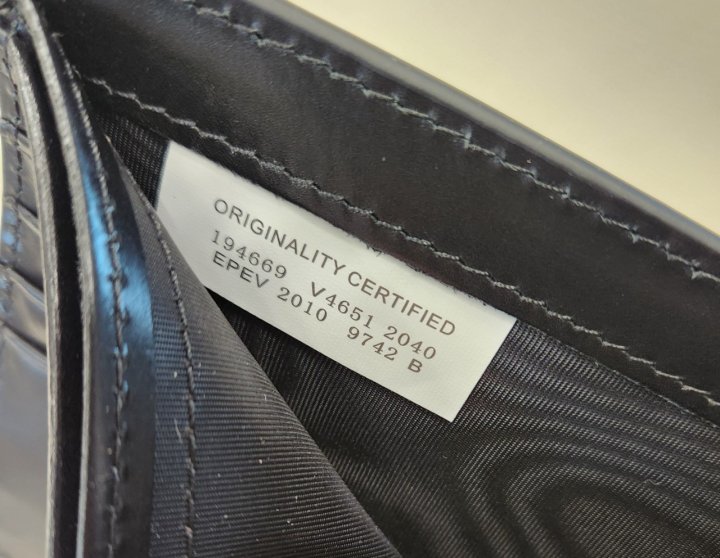 ORIGINALITY CERTIFIED
194669 V4651 2040
EPEV 2010 9742 B